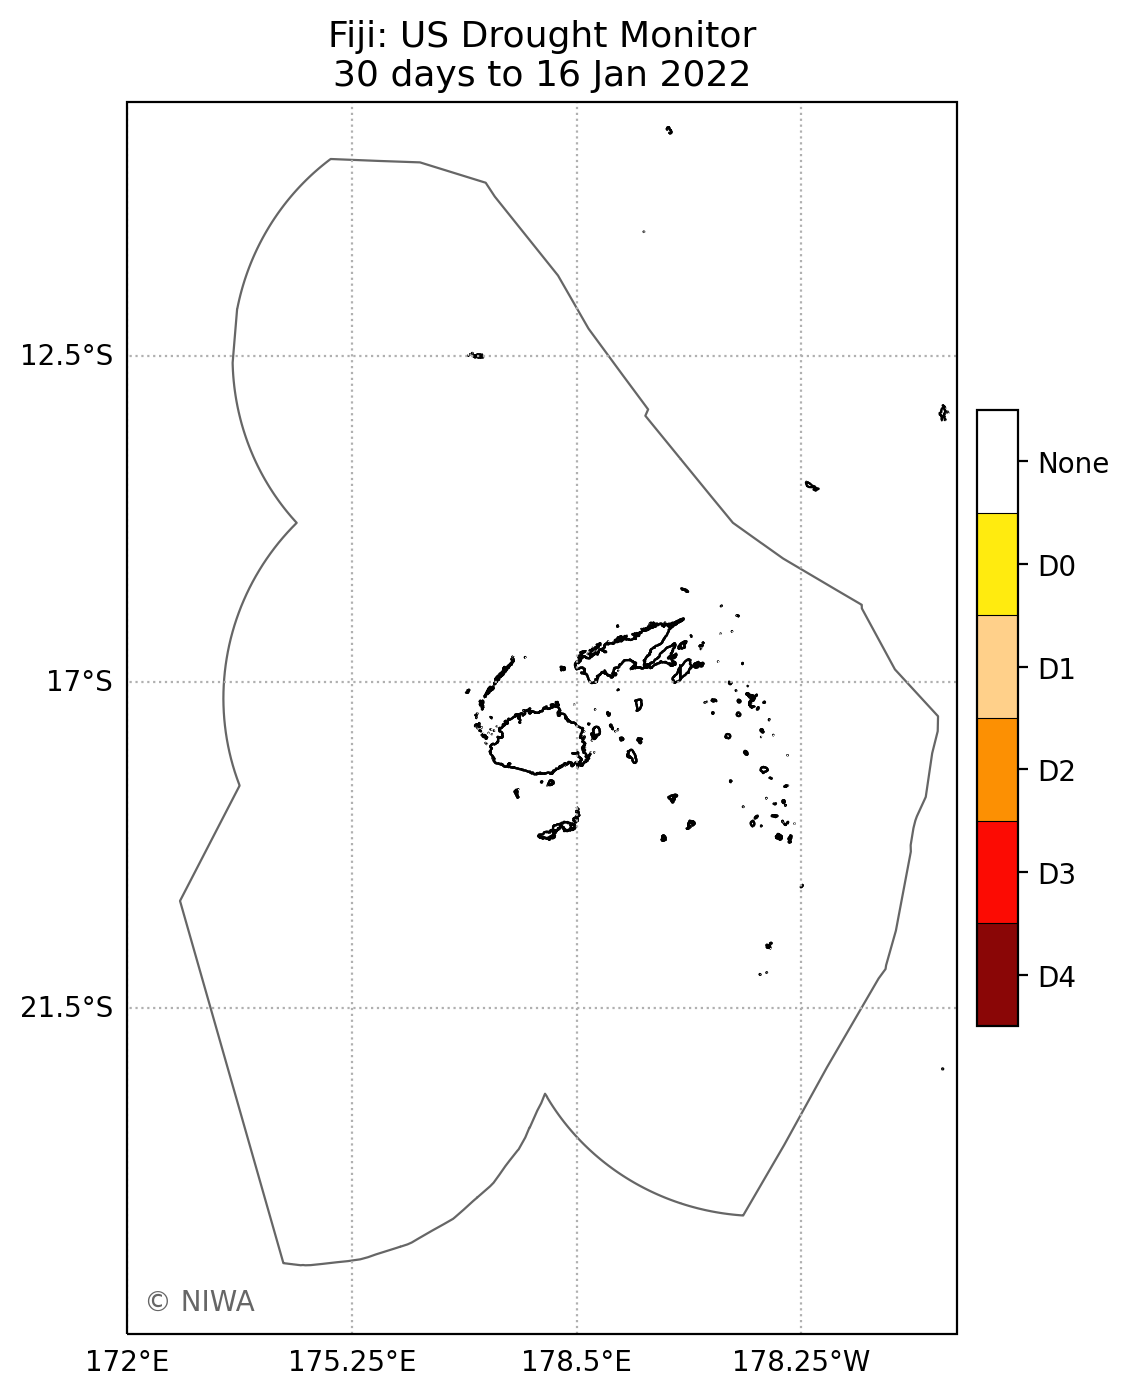 Fiji: US Drought Monitor
30 days to 16 Jan 2022
12.5°S
17°S
21.5°S
172°E
175.25°E
178.5°E
178.25°W
None
D0
D1
D2
D3
D4
© NIWA